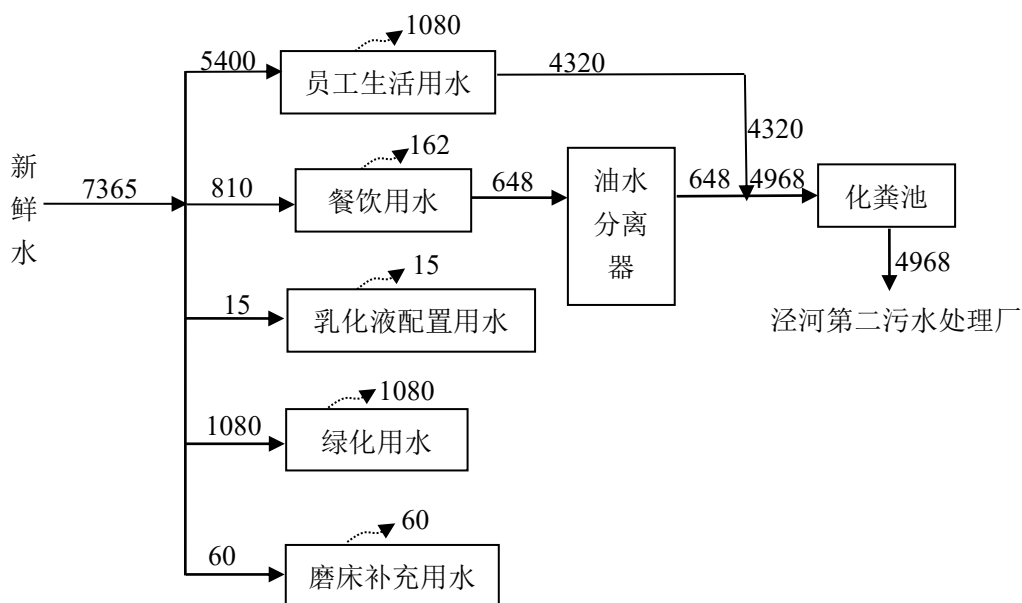 新鲜水
7365
5400
员工生活用水
1080
4320
4320
810
餐饮用水
162
648
油水分离器
648
4968
化粪池
4968
泾河第二污水处理厂
15
乳化液配置用水
15
1080
绿化用水
1080
60
磨床补充用水
60